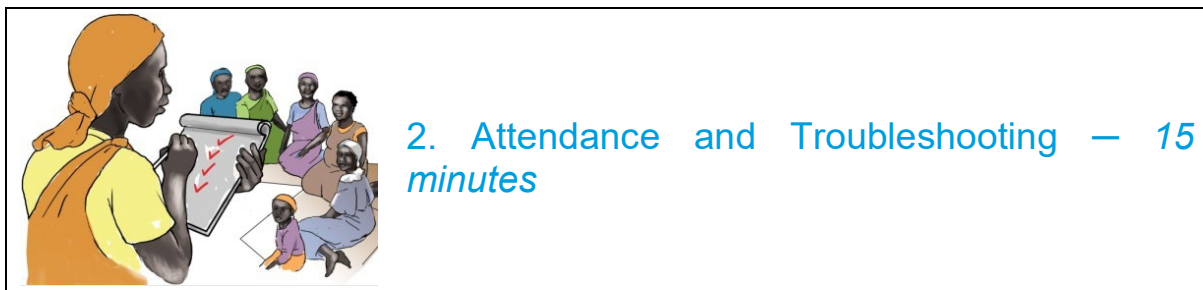 2. Attendance and Troubleshooting — 15
minutes